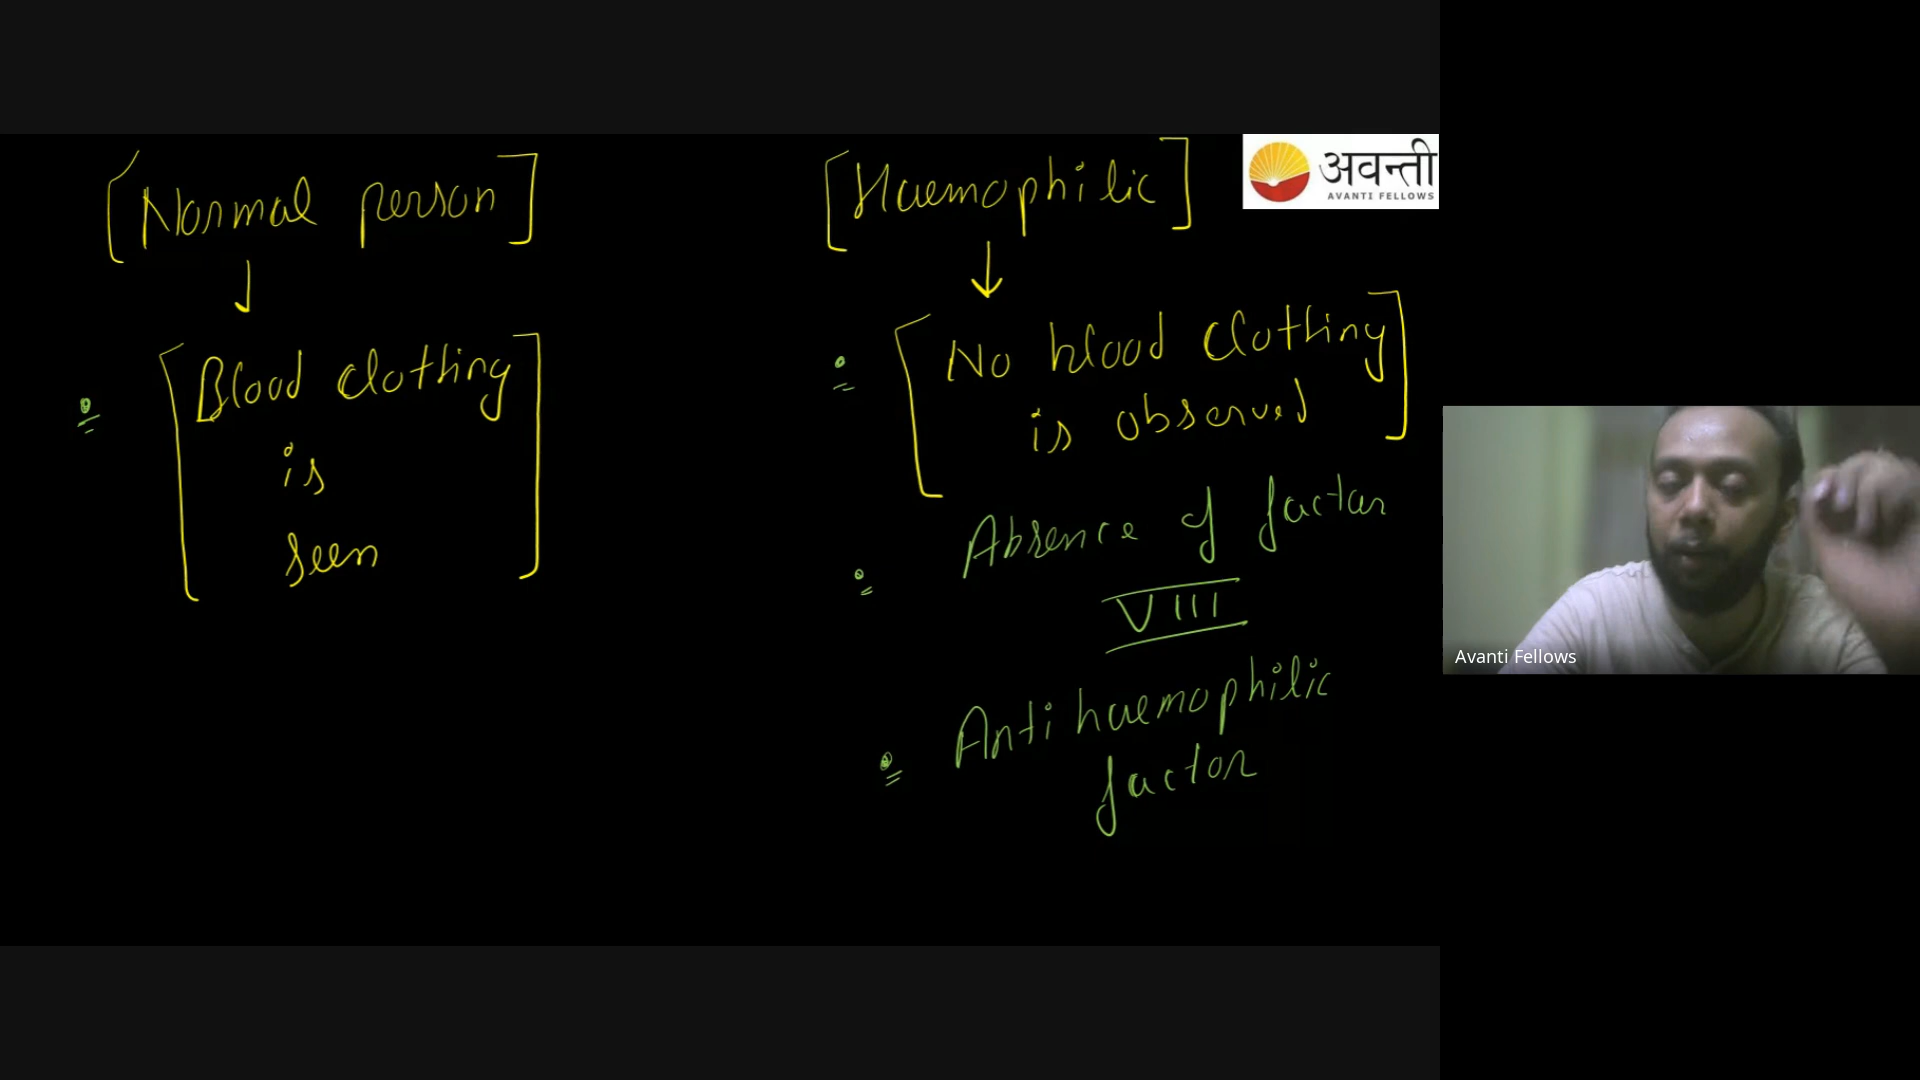 [Normal person]
[Blood clothing
is
seen]
[Haemophilic]
[No blood clothing
is observed]
Absence of factor
VIII
Anti haemophilic
factor
अवन्ती
AVANTI FELLOWS
Avanti Fellows